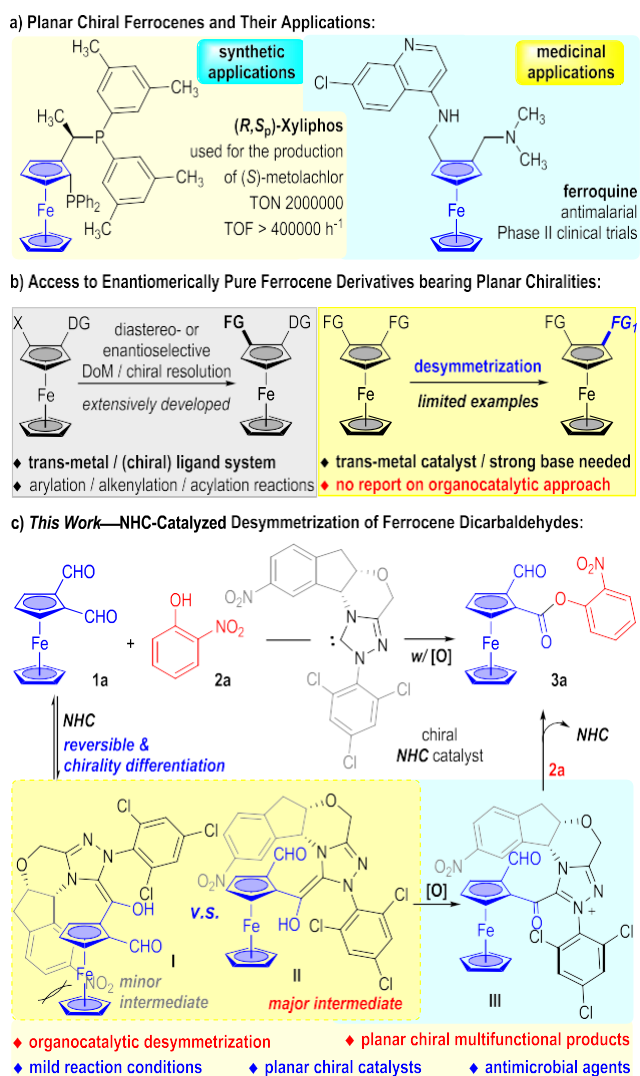 a) Planar Chiral Ferrocenes and Their Applications:
synthetic
applications
medicinal
applications
CH3
H3C
H3C
P
CH3
H3C
PPh2
Fe
(R,Sp)-Xyliphos
used for the production
of (S)-metolachlor
TON 2000000
TOF > 400000 h-1
N
Cl
NH
CH3
N
CH3
Fe
ferroquine
antimalarial
Phase II clinical trials
b) Access to Enantiomerically Pure Ferrocene Derivatives bearing Planar Chiralities:
X
DG
Fe
diastereo- or
enantioselective
DoM / chiral resolution
extensively developed
FG
DG
Fe
FG
FG
Fe
desymmetrization
limited examples
FG
FG1
Fe
♦ trans-metal / (chiral) ligand system
♦ arylation / alkenylation / acylation reactions
♦ trans-metal catalyst / strong base needed
♦ no report on organocatalytic approach
c) This Work—NHC-Catalyzed Desymmetrization of Ferrocene Dicarbaldehydes:
CHO
CHO
Fe
1a
+
OH
NO2
2a
NO2
O
N
N
N
:
Cl
Cl
Cl
chiral
NHC catalyst
w/ [O]
CHO
O
O
NO2
Fe
3a
NHC
reversible &
chirality differentiation
NHC
2a
Cl
Cl
Cl
O
N
N
N
OH
CHO
Fe
NO2
I
minor
intermediate
v.s.
O
NO2
CHO
N
N
N
HO
Fe
Cl
Cl
Cl
II
major intermediate
[O]
O
NO2
CHO
N
N
N
+
O
Fe
Cl
Cl
Cl
III
♦ organocatalytic desymmetrization
♦ planar chiral multifunctional products
♦ mild reaction conditions
♦ planar chiral catalysts
♦ antimicrobial agents